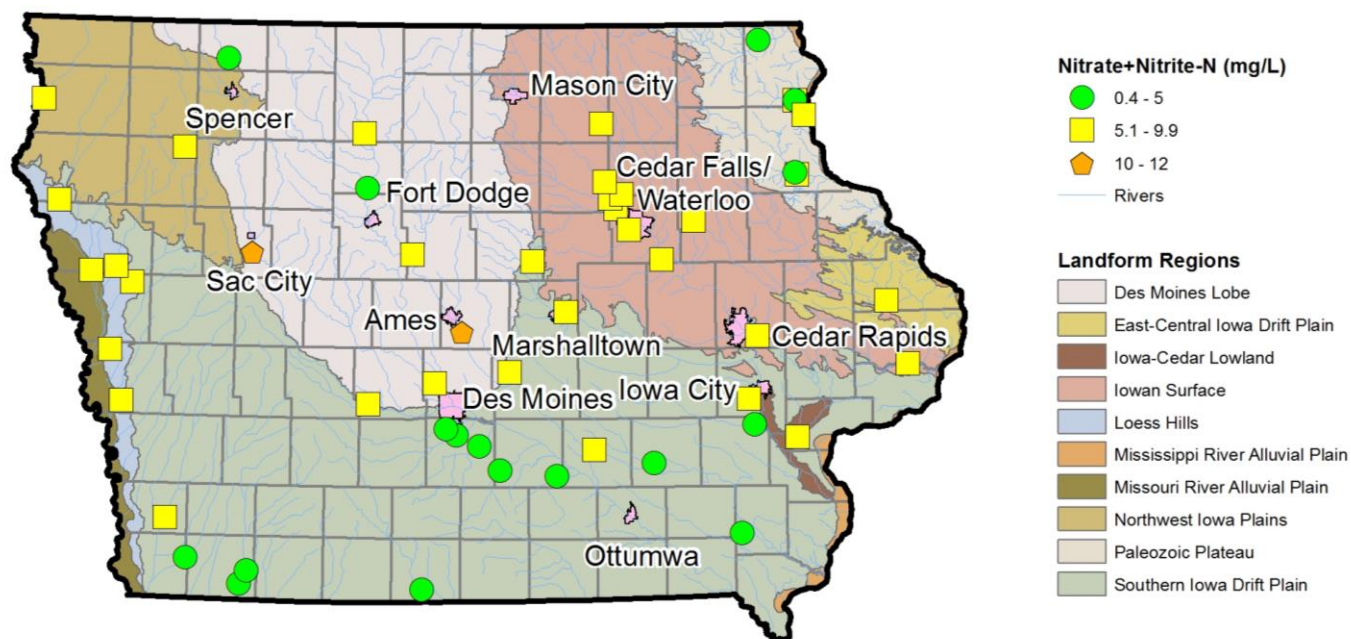 Mason City
Spencer
Cedar Falls/
Waterloo
Fort Dodge
Sac City
Ames
Marshalltown
Cedar Rapids
Iowa City
Des Moines
Ottumwa
Nitrate+Nitrite-N (mg/L)
0.4 - 5
5.1 - 9.9
10 - 12
Rivers
Landform Regions
Des Moines Lobe
East-Central Iowa Drift Plain
Iowa-Cedar Lowland
Iowan Surface
Loess Hills
Mississippi River Alluvial Plain
Missouri River Alluvial Plain
Northwest Iowa Plains
Paleozoic Plateau
Southern Iowa Drift Plain